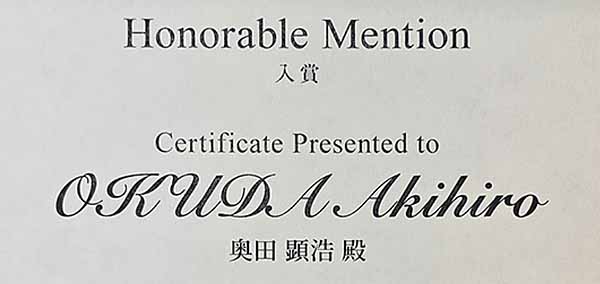 Honorable Mention
入賞
Certificate Presented to
OKUDA Akihiro
奥田 顕浩 殿